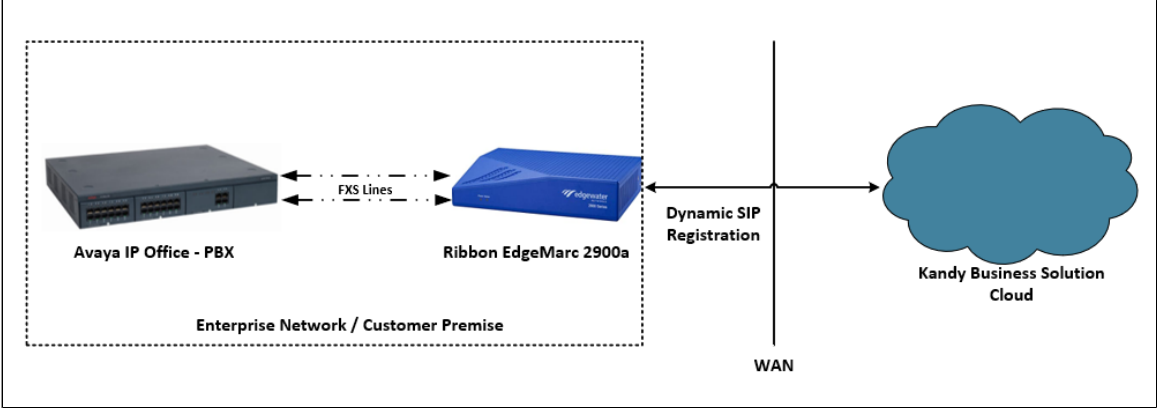 FXS Lines
edgewater
Avaya IP Office - PBX
Ribbon EdgeMarc 2900a
Dynamic SIP
Registration
Kandy Business Solution
Cloud
Enterprise Network / Customer Premise
WAN